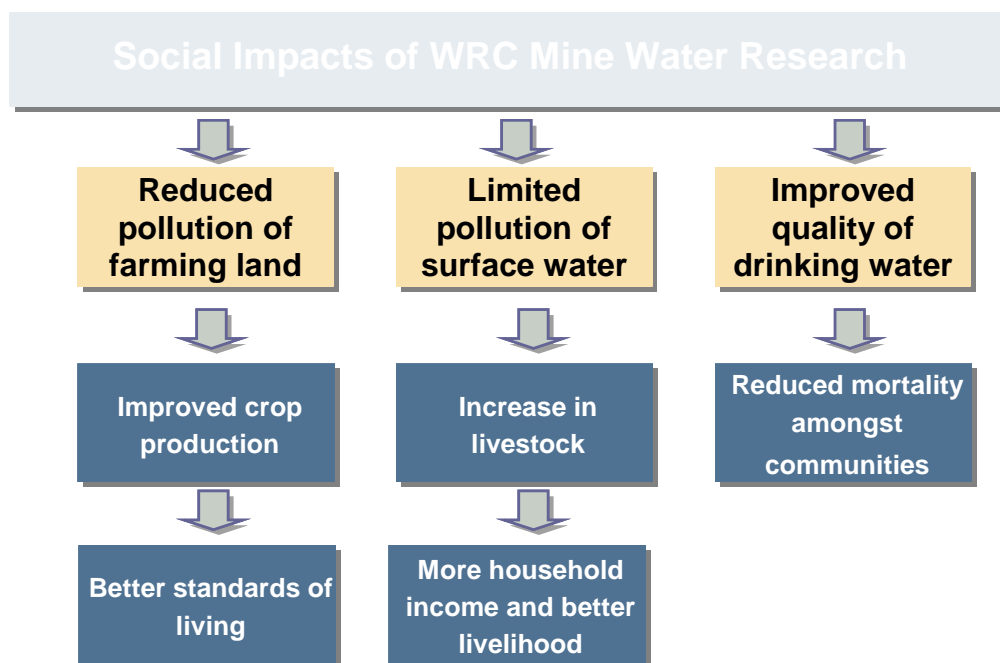 Social Impacts of WRC Mine Water Research
Reduced
pollution of
farming land
Limited
pollution of
surface water
Improved
quality of
drinking water
Improved crop
production
Increase in
livestock
Reduced mortality
amongst
communities
Better standards of
living
More household
income and better
livelihood